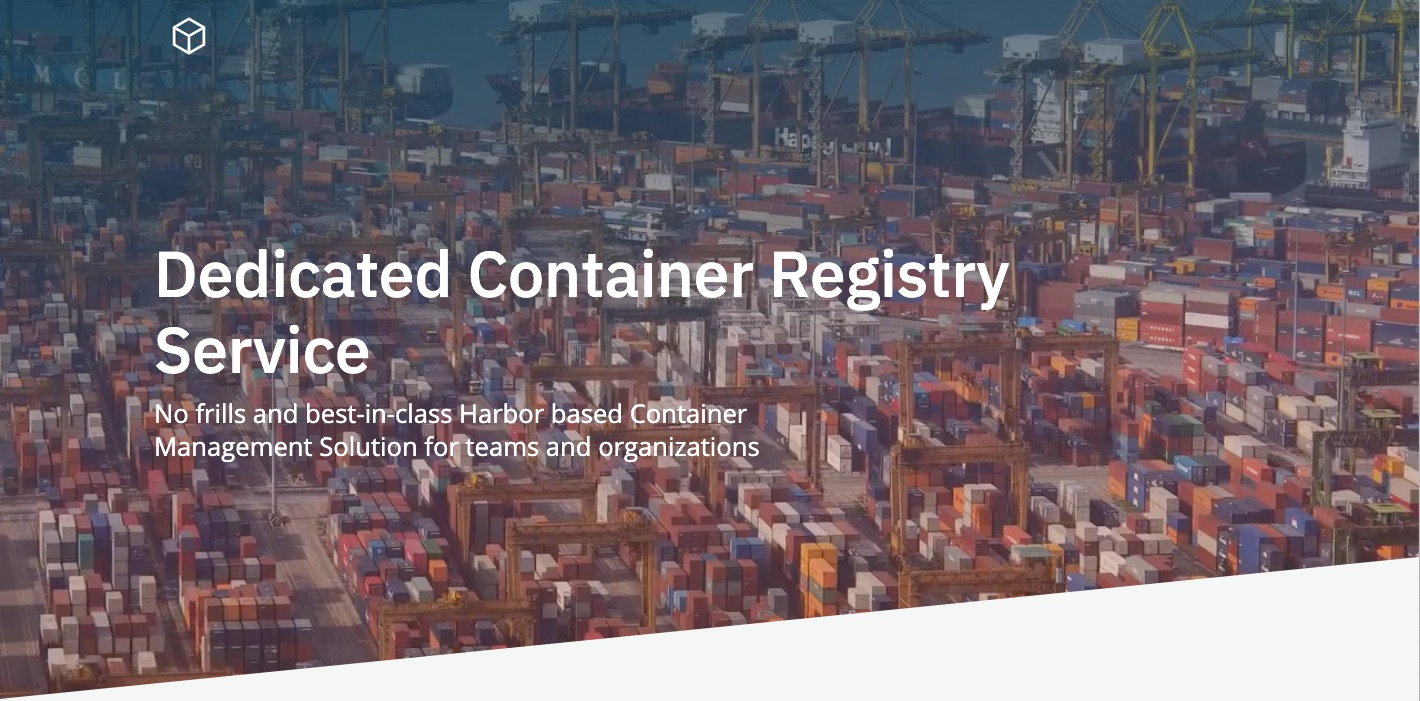 Dedicated Container Registry
Service
No frills and best-in-class Harbor based Container
Management Solution for teams and organizations